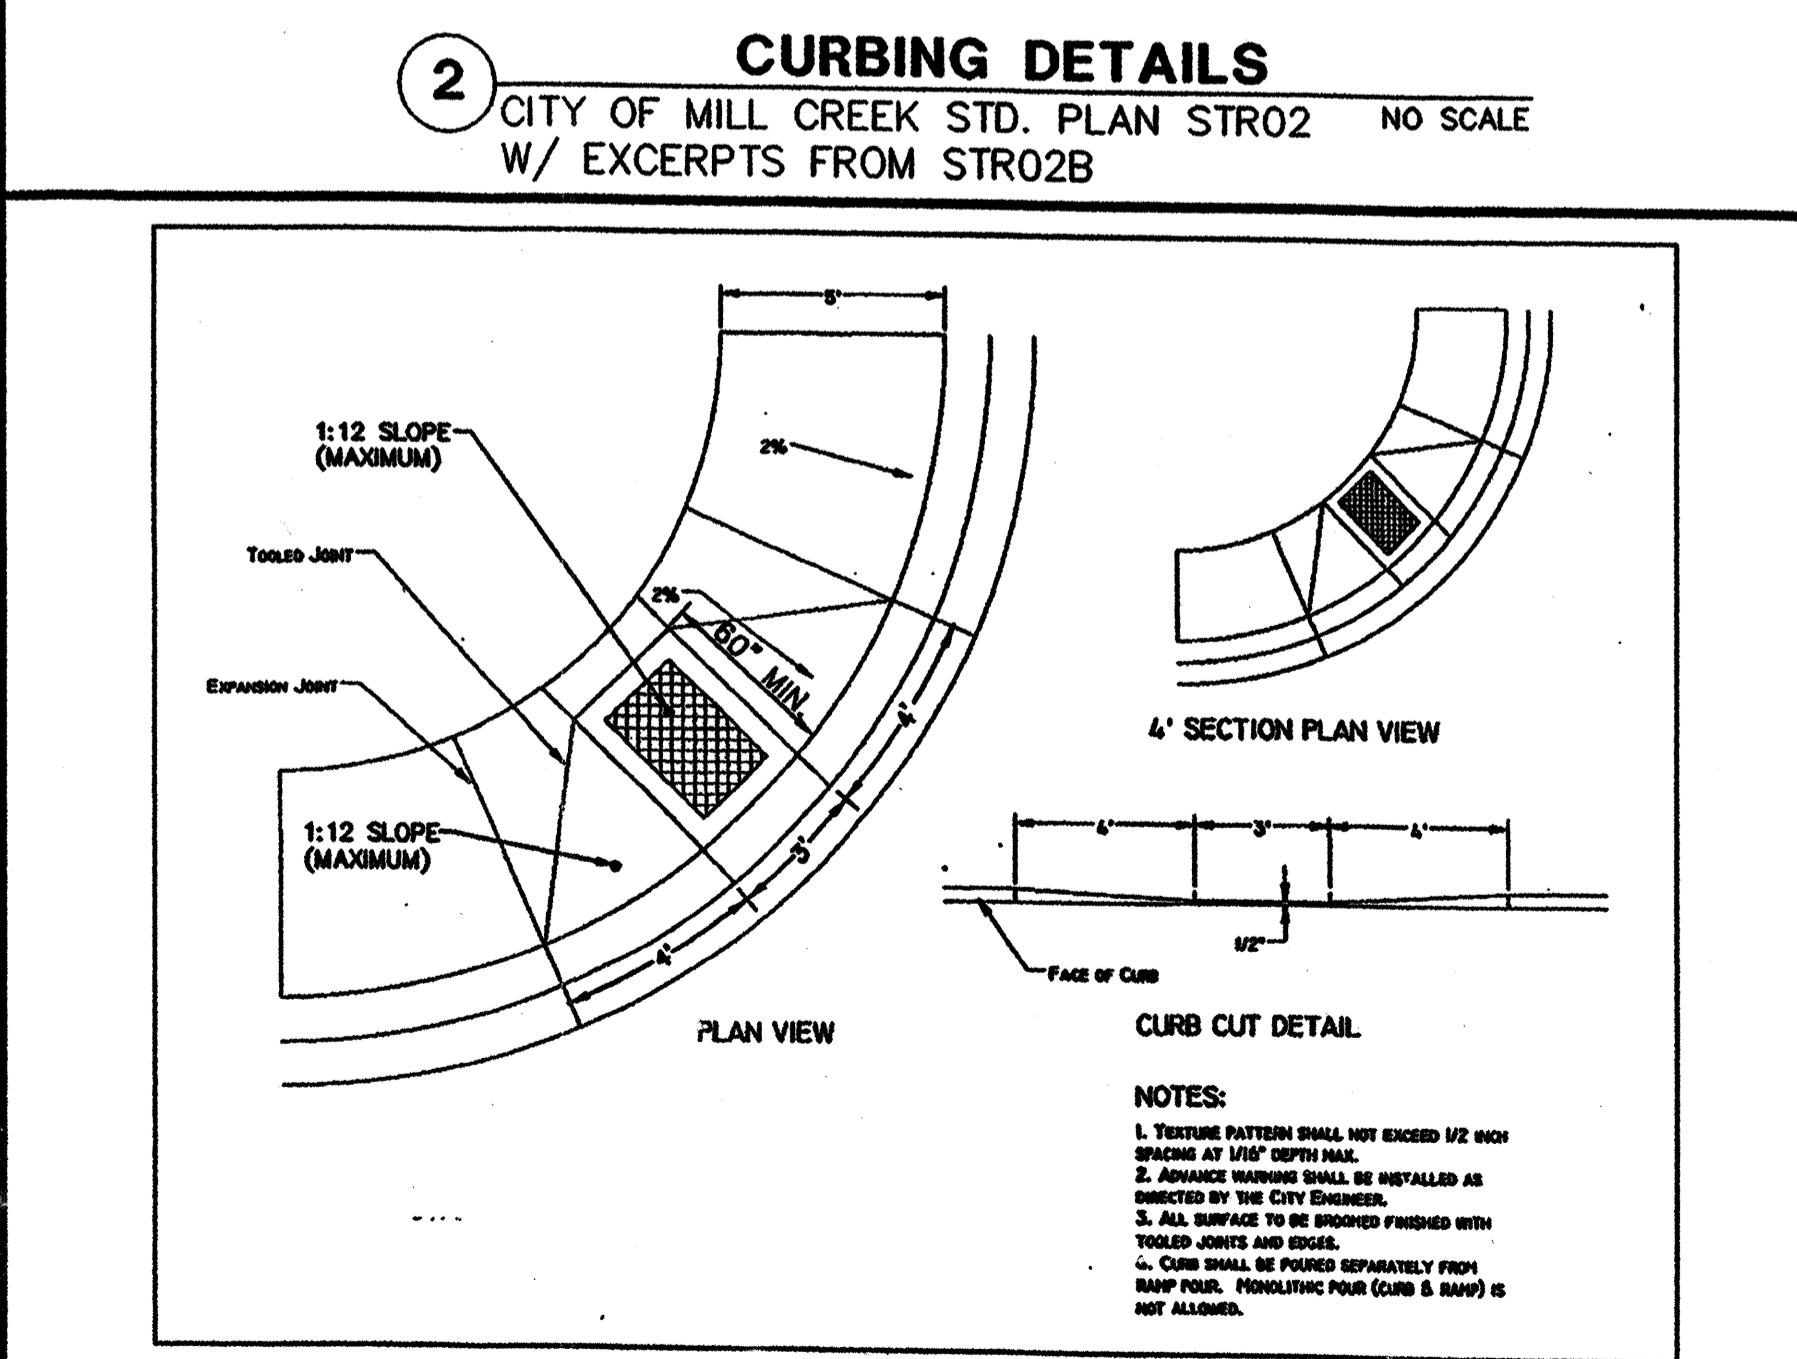 2
CURBING DETAILS
CITY OF MILL CREEK STD. PLAN STR02 NO SCALE
W/ EXCERPTS FROM STR02B
5'
1:12 SLOPE
(MAXIMUM)
2%
TOOLED JOINT
2%
60" MIN.
EXPANSION JOINT
4'
1:12 SLOPE
(MAXIMUM)
3'
4'
PLAN VIEW
4' SECTION PLAN VIEW
4' 3' 4'
1/2"
FACE OF CURB
CURB CUT DETAIL
NOTES:
1. TEXTURE PATTERN SHALL NOT EXCEED 1/2 INCH
SPACING AT 1/16" DEPTH MAX.
2. ADVANCE WARNING SHALL BE INSTALLED AS
DIRECTED BY THE CITY ENGINEER.
3. ALL SURFACE TO BE BROOMED FINISHED WITH
TOOLED JOINTS AND EDGES.
4. CURB SHALL BE POURED SEPARATELY FROM
RAMP POUR. MONOLITHIC POUR (CURB & RAMP) IS
NOT ALLOWED.